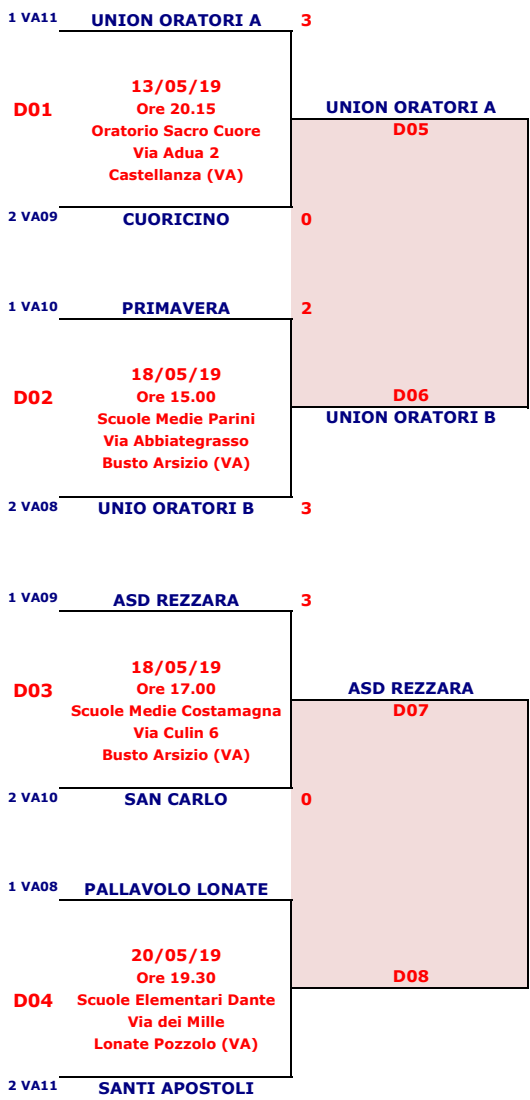 1 VA11 UNION ORATORI A 3
13/05/19
D01 Ore 20.15 UNION ORATORI A
Oratorio Sacro Cuore D05
Via Adua 2
Castellanza (VA)
2 VA09 CUORICINO 0
1 VA10 PRIMAVERA 2
18/05/19
D02 Ore 15.00 D06
Scuole Medie Parini UNION ORATORI B
Via Abbiategrasso
Busto Arsizio (VA)
2 VA08 UNIO ORATORI B 3
1 VA09 ASD REZZARA 3
18/05/19
D03 Ore 17.00 ASD REZZARA
Scuole Medie Costamagna D07
Via Culin 6
Busto Arsizio (VA)
2 VA10 SAN CARLO 0
1 VA08 PALLAVOLO LONATE
20/05/19
Ore 19.30 D08
D04 Scuole Elementari Dante
Via dei Mille
Lonate Pozzolo (VA)
2 VA11 SANTI APOSTOLI